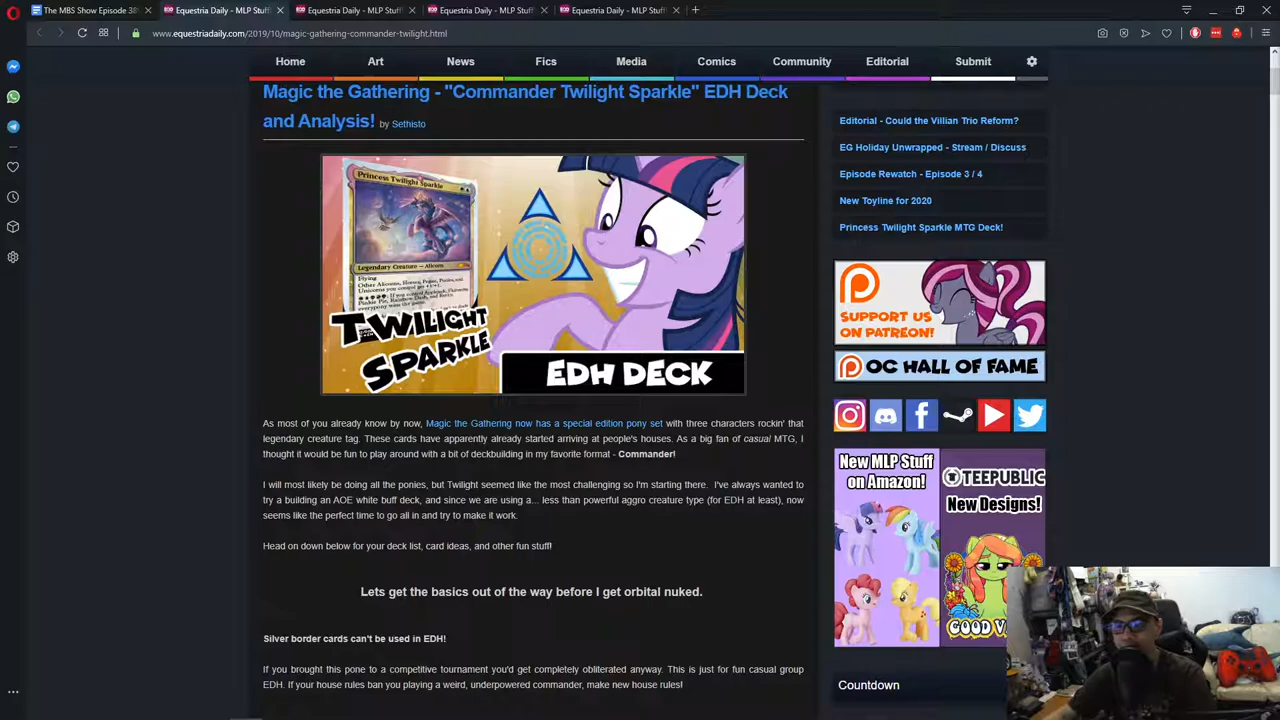 The MBS Show Episode 38
Equestria Daily - MLP Stuff
Equestria Daily - MLP Stuff
Equestria Daily - MLP Stuff
Equestria Daily - MLP Stuff
www.equestriadaily.com/2019/10/magic-gathering-commander-twilight.html
Home
Art
News
Fics
Media
Comics
Community
Editorial
Submit
Magic the Gathering - "Commander Twilight Sparkle" EDH Deck
and Analysis! by Sethisto
Princess Twilight Sparkle
Legendary Creature — Alicorn
Flying
Other Alicorns, Horses, Pegasi, Ponies, and
Unicorns you control get +1/+1.
TWILIGHT
SPARKLE
EDH DECK
As most of you already know by now, Magic the Gathering now has a special edition pony set with three characters rockin' that
legendary creature tag. These cards have apparently already started arriving at people's houses. As a big fan of casual MTG, I
thought it would be fun to play around with a bit of deckbuilding in my favorite format - Commander!
I will most likely be doing all the ponies, but Twilight seemed like the most challenging so I'm starting there. I've always wanted to
try a building an AOE white buff deck, and since we are using a... less than powerful aggro creature type (for EDH at least), now
seems like the perfect time to go all in and try to make it work.
Head on down below for your deck list, card ideas, and other fun stuff!
Lets get the basics out of the way before I get orbital nuked.
Silver border cards can't be used in EDH!
If you brought this pone to a competitive tournament you'd get completely obliterated anyway. This is just for fun casual group
EDH. If your house rules ban you playing a weird, underpowered commander, make new house rules!
Editorial - Could the Villian Trio Reform?
EG Holiday Unwrapped - Stream / Discuss
Episode Rewatch - Episode 3 / 4
New Toyline for 2020
Princess Twilight Sparkle MTG Deck!
SUPPORT US
ON PATREON!
OC HALL OF FAME
New MLP Stuff
on Amazon!
TEEPUBLIC
New Designs!
GOOD
Countdown